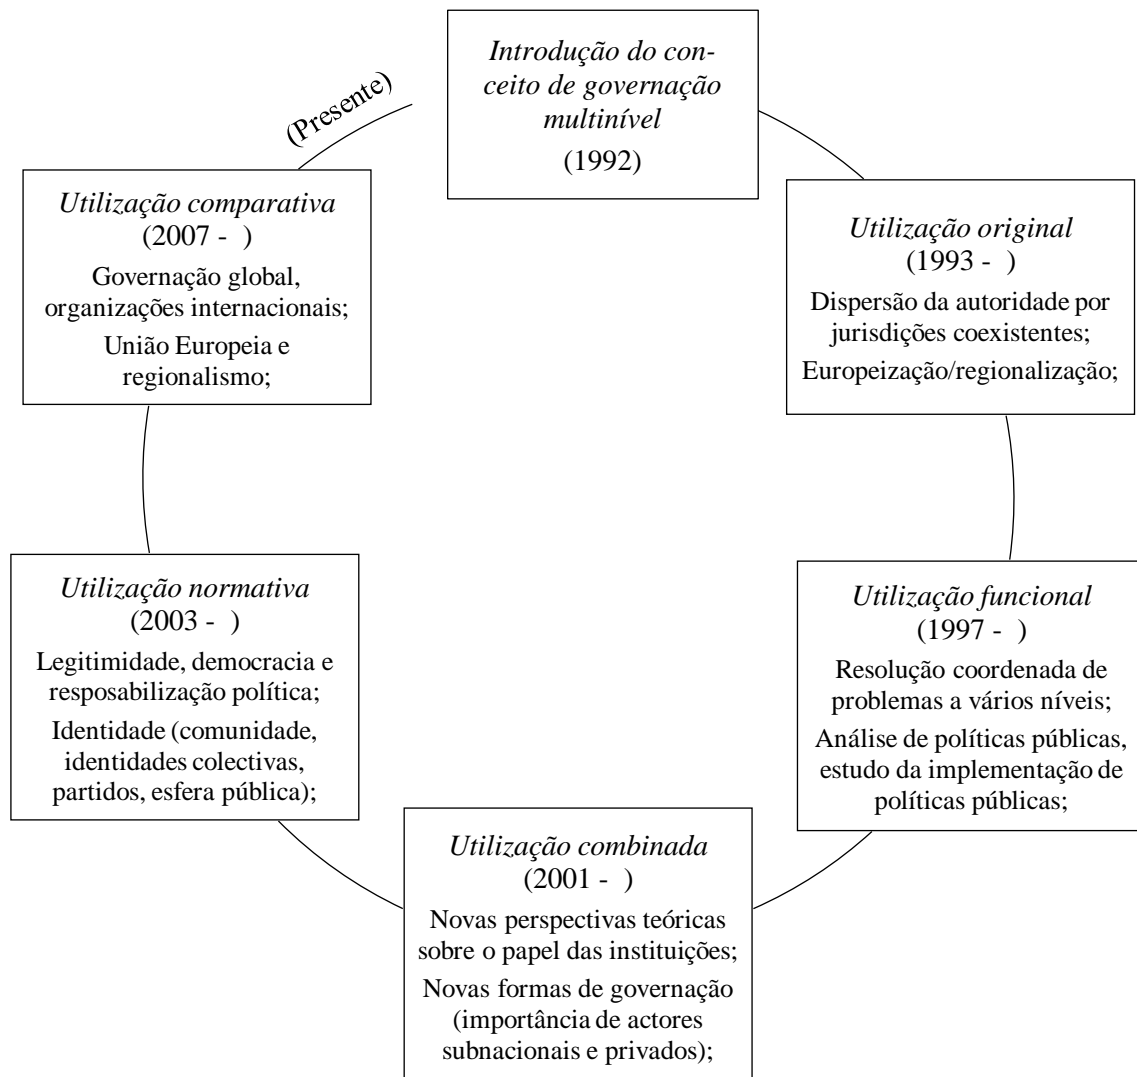 Introdução do con-
ceito de governação
multinível
(1992)
Utilização original
(1993 -  )
Dispersão da autoridade por
jurisdições coexistentes;
Europeização/regionalização;
Utilização funcional
(1997 -  )
Resolução coordenada de
problemas a vários níveis;
Análise de políticas públicas,
estudo da implementação de
políticas públicas;
Utilização combinada
(2001 -  )
Novas perspectivas teóricas
sobre o papel das instituições;
Novas formas de governação
(importância de actores
subnacionais e privados);
Utilização normativa
(2003 -  )
Legitimidade, democracia e
resposabilização política;
Identidade (comunidade,
identidades colectivas,
partidos, esfera pública);
Utilização comparativa
(2007 -  )
Governação global,
organizações internacionais;
União Europeia e
regionalismo;
(Presente)